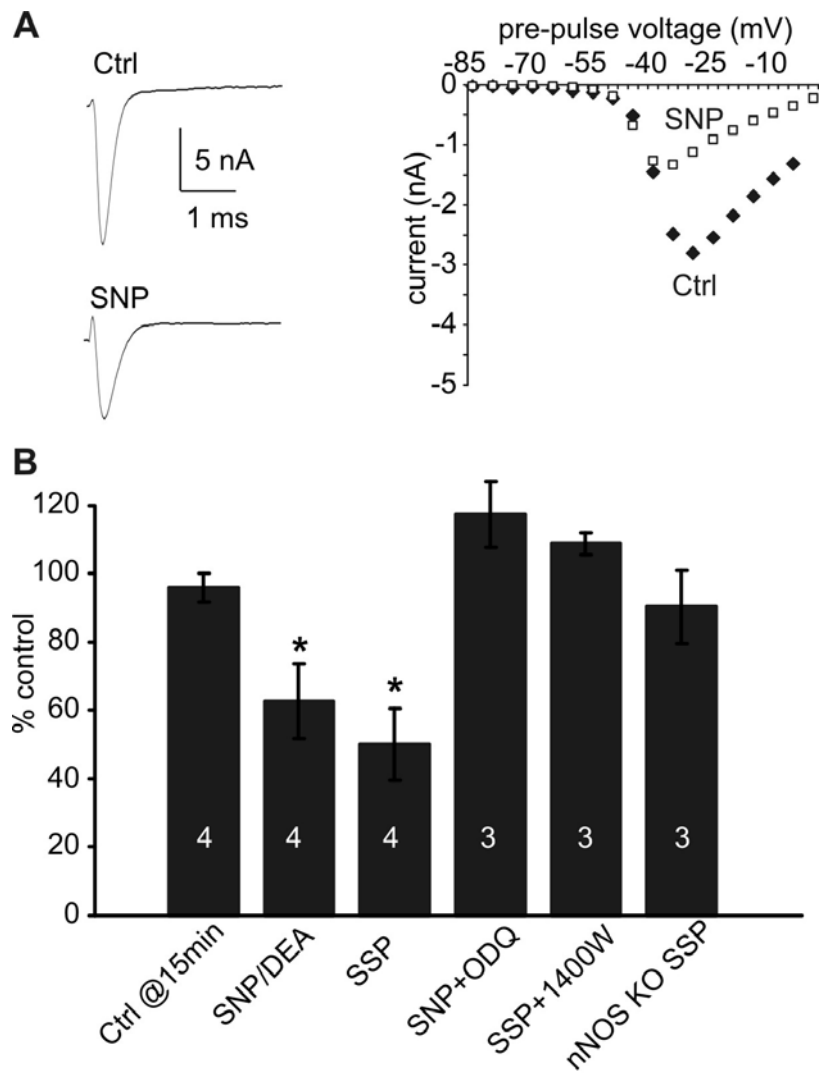 A
Ctrl
5 nA
1 ms
SNP
pre-pulse voltage (mV)
-85 -70 -55 -40 -25 -10
0
-1
-2
-3
-4
-5
current (nA)
SNP
Ctrl
B
120
100
80
60
40
20
0
% control
* *
4 4 4 3 3 3
Ctrl @15min
SNP/DEA
SSP
SNP+ODQ
SSP+1400W
nNOS KO SSP